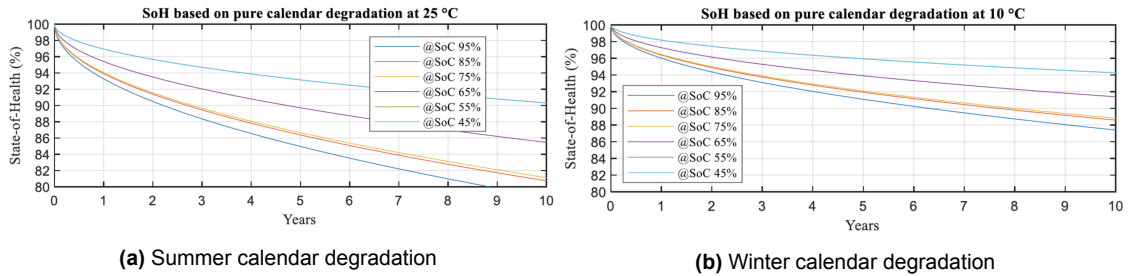 SoH based on pure calendar degradation at 25 °C
State-of-Health (%)
100
98
96
94
92
90
88
86
84
82
80
@SoC 95%
@SoC 85%
@SoC 75%
@SoC 65%
@SoC 55%
@SoC 45%
0 1 2 3 4 5 6 7 8 9 10
Years
(a) Summer calendar degradation
SoH based on pure calendar degradation at 10 °C
State-of-Health (%)
100
98
96
94
92
90
88
86
84
82
80
@SoC 95%
@SoC 85%
@SoC 75%
@SoC 65%
@SoC 55%
@SoC 45%
0 1 2 3 4 5 6 7 8 9 10
Years
(b) Winter calendar degradation